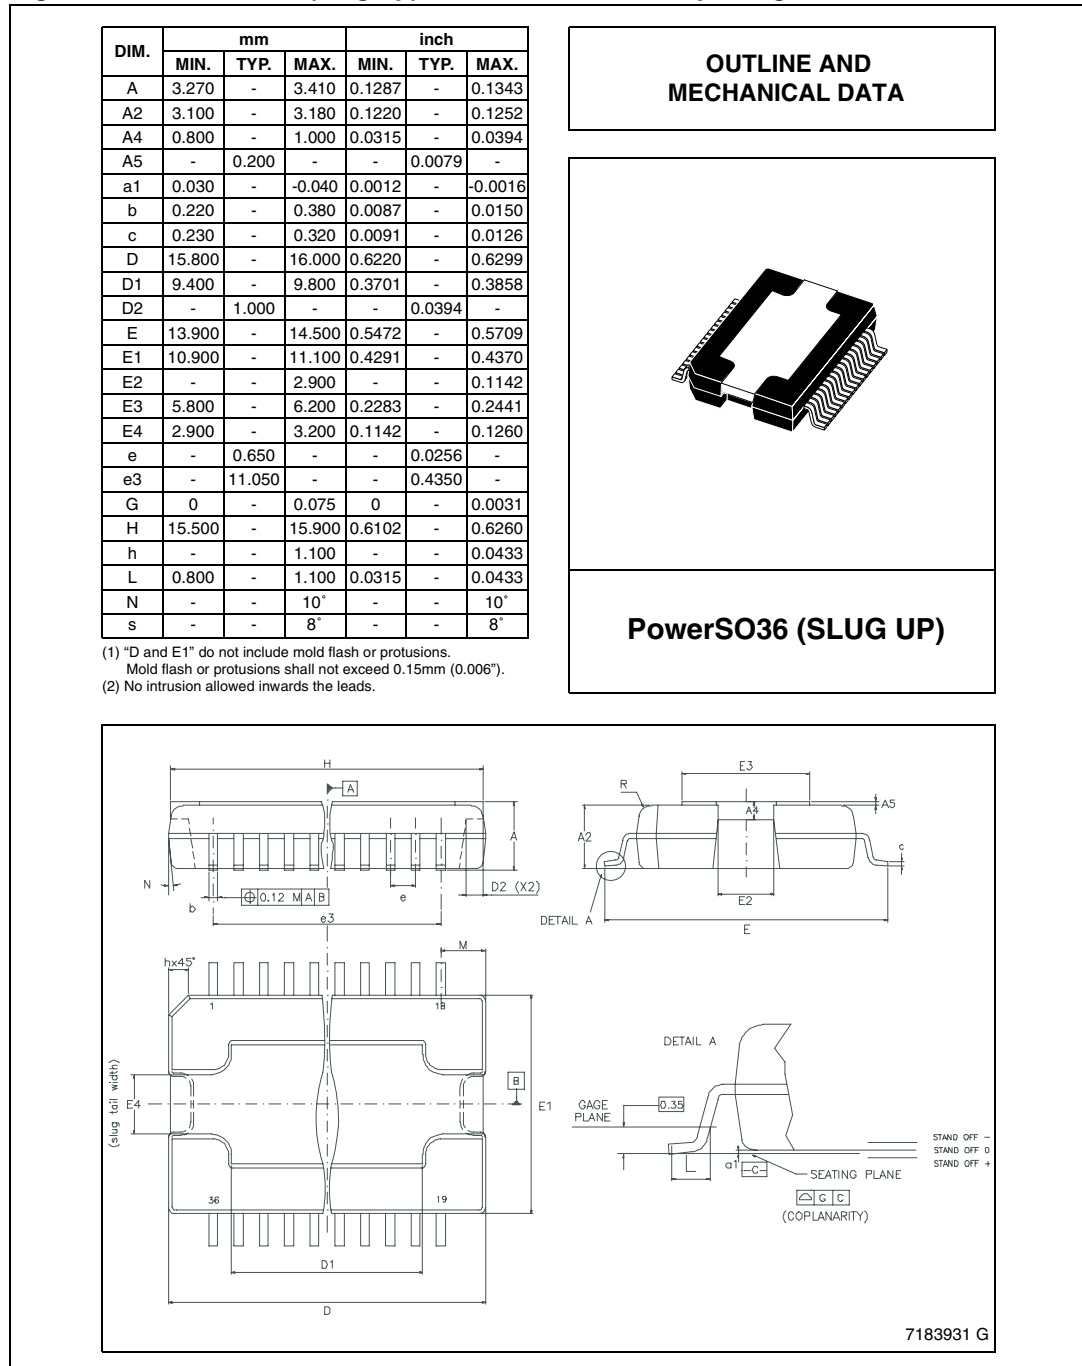 DIM. mm inch
MIN. TYP. MAX. MIN. TYP. MAX.
A 3.270 - 3.410 0.1287 - 0.1343
A2 3.100 - 3.180 0.1220 - 0.1252
A4 0.800 - 1.000 0.0315 - 0.0394
A5 - 0.200 - - 0.0079 -
a1 0.030 - -0.040 0.0012 - -0.0016
b 0.220 - 0.380 0.0087 - 0.0150
c 0.230 - 0.320 0.0091 - 0.0126
D 15.800 - 16.000 0.6220 - 0.6299
D1 9.400 - 9.800 0.3701 - 0.3858
D2 - 1.000 - - 0.0394 -
E 13.900 - 14.500 0.5472 0.5709
E1 10.900 - 11.100 0.4291 - 0.4370
E2 - - 2.900 - - 0.1142
E3 5.800 - 6.200 0.2283 - 0.2441
E4 2.900 - 3.200 0.1142 - 0.1260
e - 0.650 - - 0.0256 -
e3 - 11.050 - - 0.4350 -
G 0 - 0.075 0 - 0.0031
H 15.500 - 15.900 0.6102 - 0.6260
h - - 1.100 - - 0.0433
L 0.800 - 1.100 0.0315 - 0.0433
N - - 10˚ - - 10˚
s - - 8˚ - - 8˚
(1) “D and E1” do not include mold flash or protusions.
Mold flash or protusions shall not exceed 0.15mm (0.006”).
(2) No intrusion allowed inwards the leads.
OUTLINE AND
MECHANICAL DATA
PowerSO36 (SLUG UP)
H
A
A
N
b
0.12 M A B
e
D2 (X2)
e3
E3
R
A4
A5
A2
c
E2
DETAIL A
E
M
hx45°
1
18
B
E4
(slug tail width)
E1
36
19
D1
D
DETAIL A
GAGE
PLANE
0.35
L
a1
-C-
SEATING PLANE
G C
(COPLANARITY)
STAND OFF -
STAND OFF 0
STAND OFF +
7183931 G